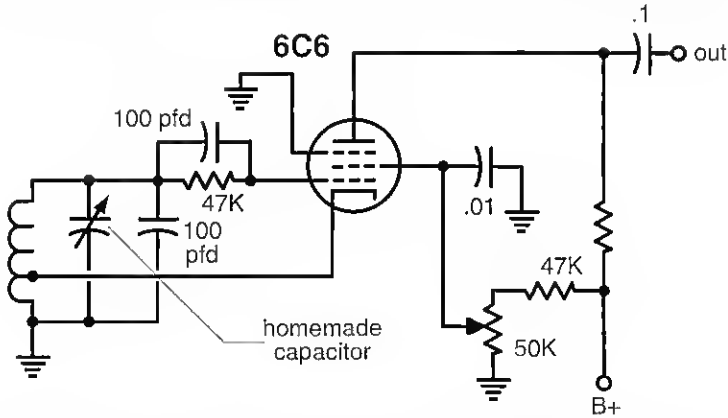 .1
6C6
out
100 pfd
47K
.01
100
pfd
47K
homemade
capacitor
50K
B+